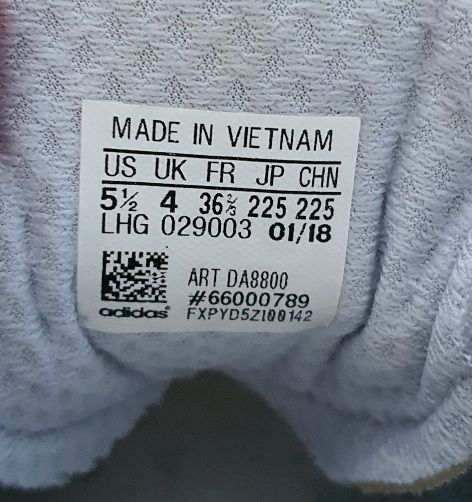 MADE IN VIETNAM
US UK FR JP CHN
5½ 4 36⅔ 225 225
LHG 029003 01/18
ART DA8800
#66000789
adidas FXPYD5Z100142